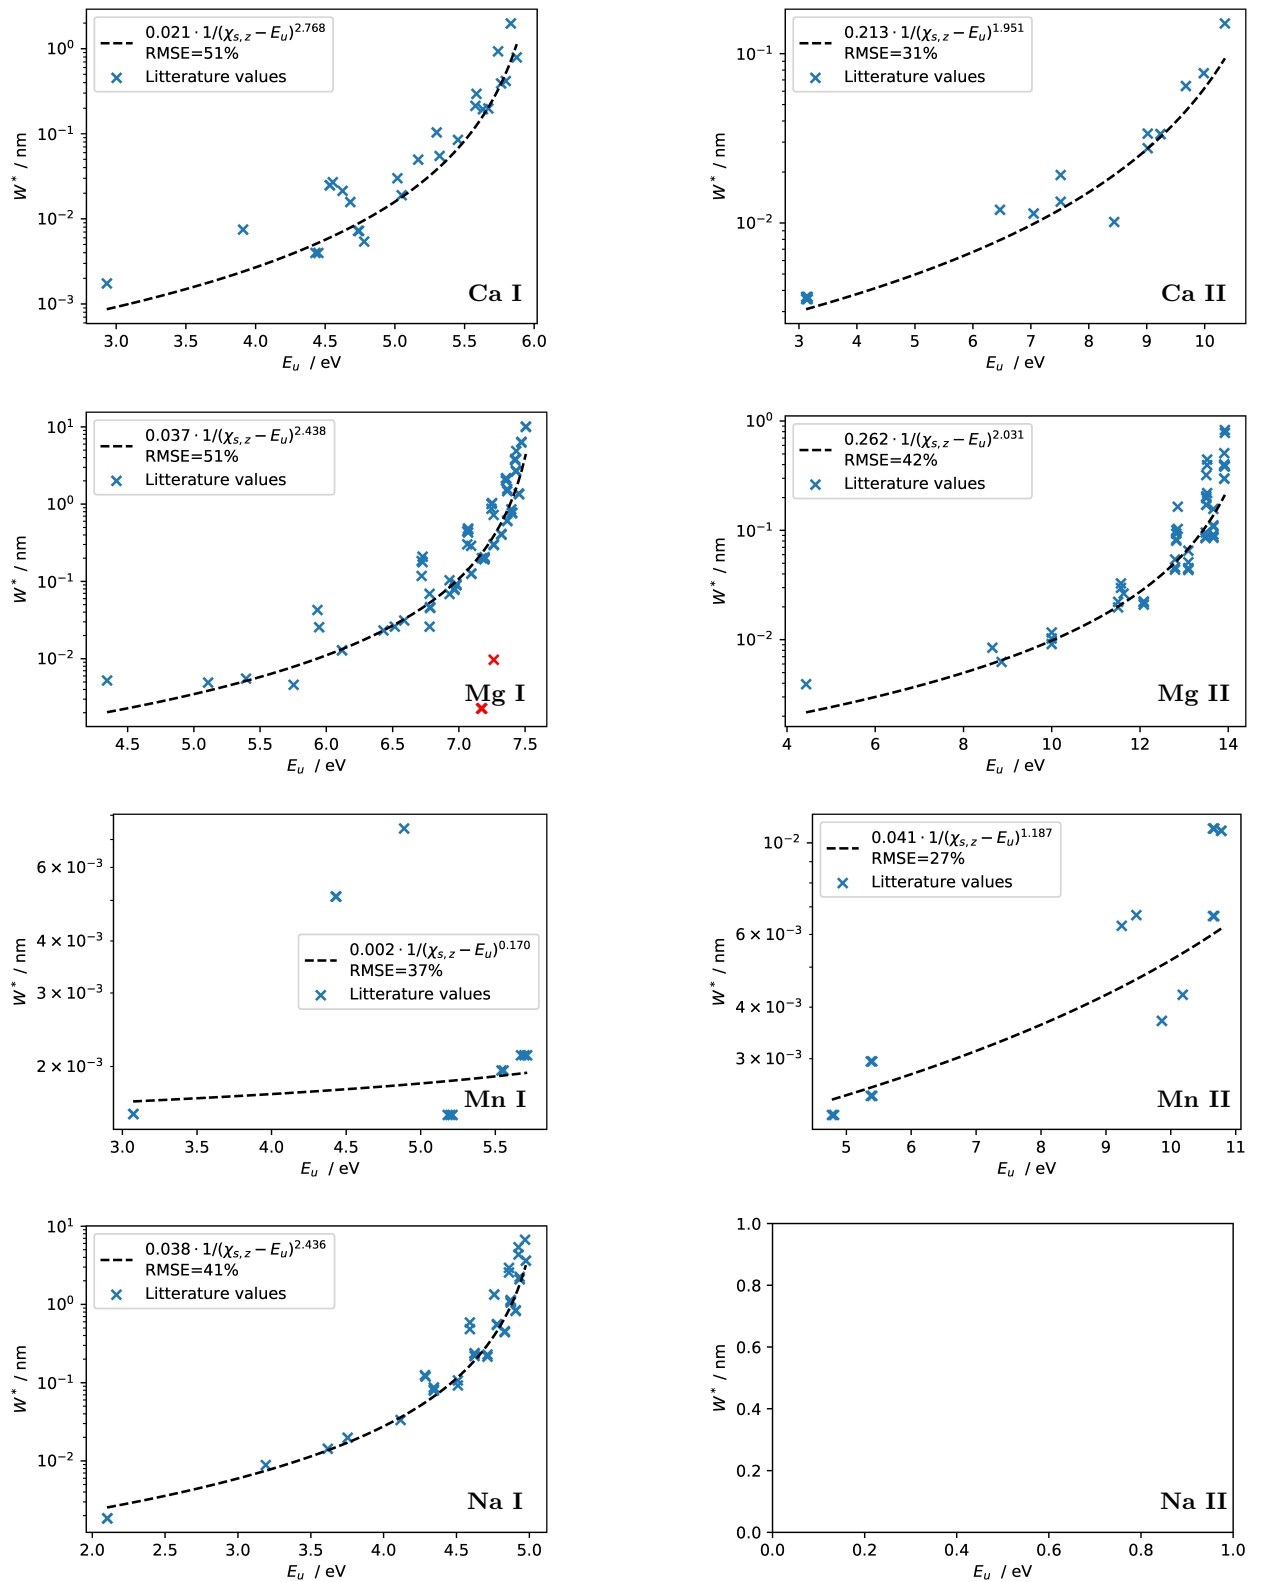 0.021 · 1/(χs,z − Eu)^2.768
RMSE=51%
Litterature values
10^0
10^−1
10^−2
10^−3
W* / nm
Ca I
3.0 3.5 4.0 4.5 5.0 5.5 6.0
Eu / eV
0.213 · 1/(χs,z − Eu)^1.951
RMSE=31%
Litterature values
10^−1
10^−2
W* / nm
Ca II
3 4 5 6 7 8 9 10
Eu / eV
0.037 · 1/(χs,z − Eu)^2.438
RMSE=51%
Litterature values
10^1
10^0
10^−1
10^−2
W* / nm
Mg I
4.5 5.0 5.5 6.0 6.5 7.0 7.5
Eu / eV
0.262 · 1/(χs,z − Eu)^2.031
RMSE=42%
Litterature values
10^0
10^−1
10^−2
W* / nm
Mg II
4 6 8 10 12 14
Eu / eV
6 × 10^−3
4 × 10^−3
3 × 10^−3
2 × 10^−3
W* / nm
0.002 · 1/(χs,z − Eu)^0.170
RMSE=37%
Litterature values
Mn I
3.0 3.5 4.0 4.5 5.0 5.5
Eu / eV
0.041 · 1/(χs,z − Eu)^1.187
RMSE=27%
Litterature values
10^−2
6 × 10^−3
4 × 10^−3
3 × 10^−3
W* / nm
Mn II
5 6 7 8 9 10 11
Eu / eV
0.038 · 1/(χs,z − Eu)^2.436
RMSE=41%
Litterature values
10^1
10^0
10^−1
10^−2
W* / nm
Na I
2.0 2.5 3.0 3.5 4.0 4.5 5.0
Eu / eV
1.0
0.8
0.6
0.4
0.2
0.0
W* / nm
Na II
0.0 0.2 0.4 0.6 0.8 1.0
Eu / eV